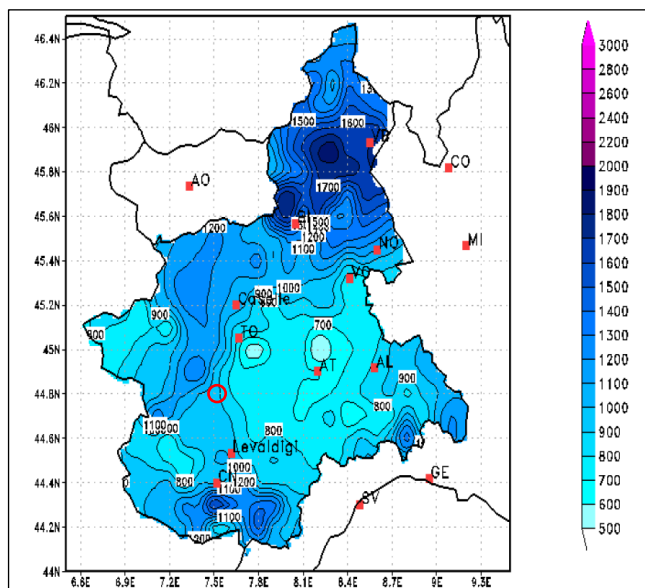 46.4N
46.2N
46N
45.8N
45.6N
45.4N
45.2N
45N
44.8N
44.6N
44.4N
44.2N
44N
6.6E 6.9E 7.2E 7.5E 7.8E 8.1E 8.4E 8.7E 9E 9.3E
1500
1600
VB
CO
AO
1700
1200
1200
1100
NO
MI
1000
VC
Caselle
900
TO
700
AT
AL
900
800
1100
800
Levaldigi
1000
CN
1200
800
1100
1100
GE
SV
3000
2800
2600
2400
2200
2000
1900
1800
1700
1600
1500
1400
1300
1200
1100
1000
900
800
700
600
500